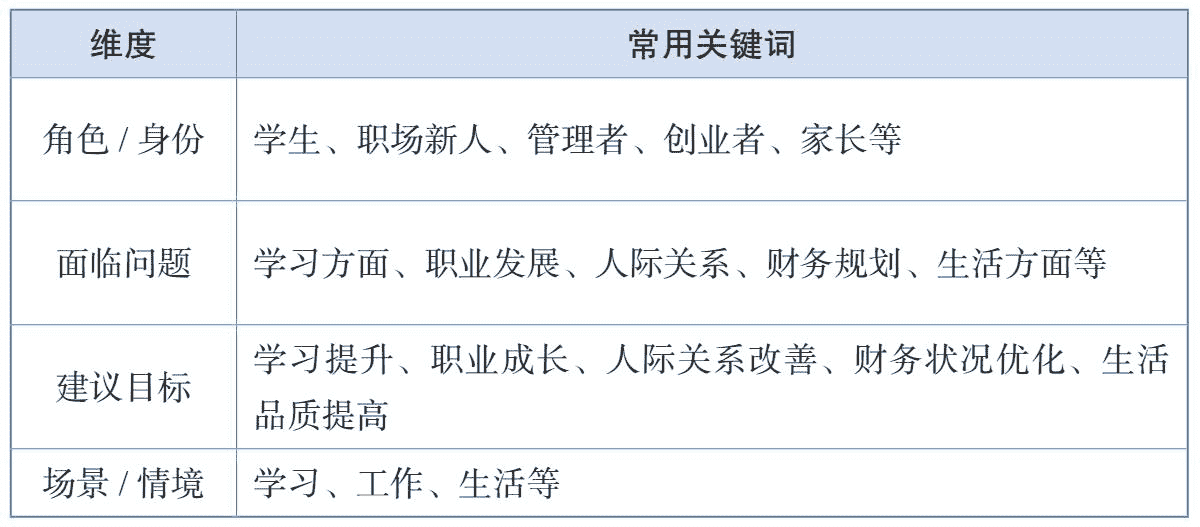 维度 常用关键词
角色 / 身份 学生、职场新人、管理者、创业者、家长等
面临问题 学习方面、职业发展、人际关系、财务规划、生活方面等
建议目标 学习提升、职业成长、人际关系改善、财务状况优化、生活
品质提高
场景 / 情境 学习、工作、生活等